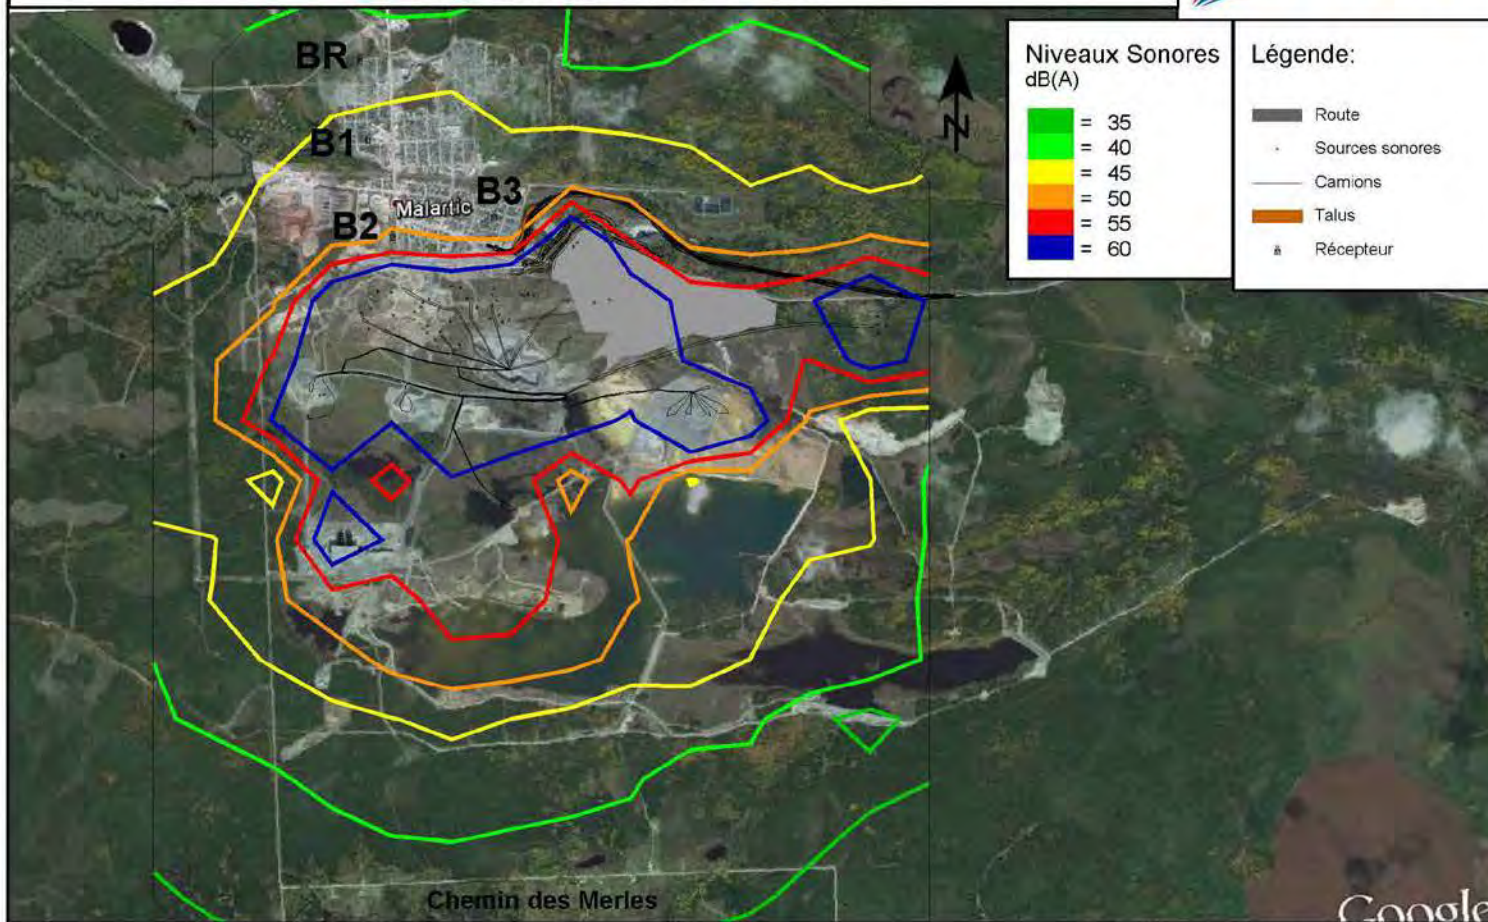 BR
B1
B3
Malartic
B2
N
Niveaux Sonores
dB(A)
= 35
= 40
= 45
= 50
= 55
= 60
Légende:
Route
Sources sonores
Camions
Talus
Récepteur
Chemin des Merles
Google